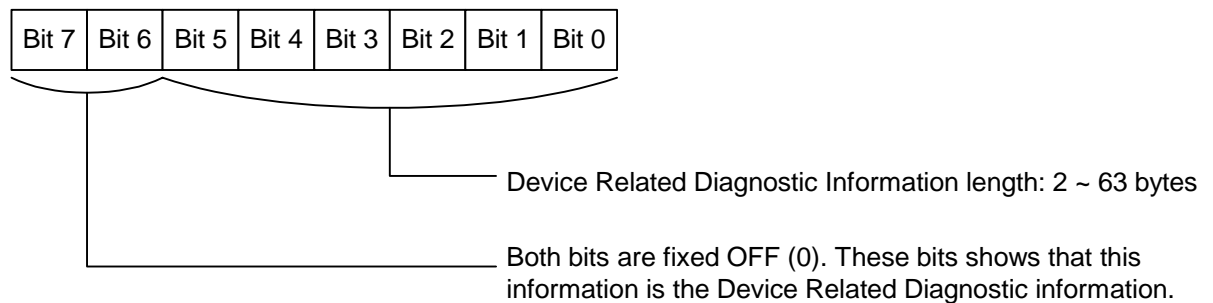 Bit 7 Bit 6 Bit 5 Bit 4 Bit 3 Bit 2 Bit 1 Bit 0
Device Related Diagnostic Information length: 2 ~ 63 bytes
Both bits are fixed OFF (0). These bits shows that this
information is the Device Related Diagnostic information.